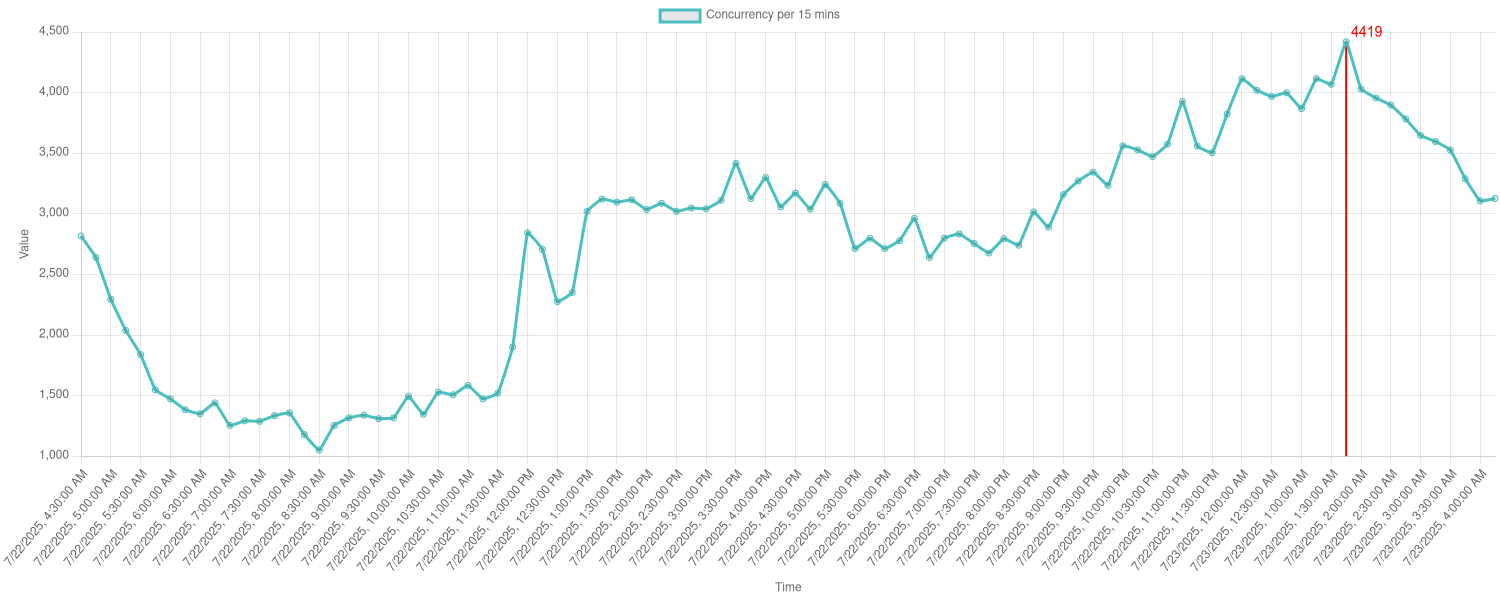 Concurrency per 15 mins
4419
4,500
4,000
3,500
3,000
2,500
2,000
1,500
1,000
Value
7/22/2025, 4:30:00 AM
7/22/2025, 5:00:00 AM
7/22/2025, 5:30:00 AM
7/22/2025, 6:00:00 AM
7/22/2025, 6:30:00 AM
7/22/2025, 7:00:00 AM
7/22/2025, 7:30:00 AM
7/22/2025, 8:00:00 AM
7/22/2025, 8:30:00 AM
7/22/2025, 9:00:00 AM
7/22/2025, 9:30:00 AM
7/22/2025, 10:00:00 AM
7/22/2025, 10:30:00 AM
7/22/2025, 11:00:00 AM
7/22/2025, 11:30:00 AM
7/22/2025, 12:00:00 PM
7/22/2025, 12:30:00 PM
7/22/2025, 1:00:00 PM
7/22/2025, 1:30:00 PM
7/22/2025, 2:00:00 PM
7/22/2025, 2:30:00 PM
7/22/2025, 3:00:00 PM
7/22/2025, 3:30:00 PM
7/22/2025, 4:00:00 PM
7/22/2025, 4:30:00 PM
7/22/2025, 5:00:00 PM
7/22/2025, 5:30:00 PM
7/22/2025, 6:00:00 PM
7/22/2025, 6:30:00 PM
7/22/2025, 7:00:00 PM
7/22/2025, 7:30:00 PM
7/22/2025, 8:00:00 PM
7/22/2025, 8:30:00 PM
7/22/2025, 9:00:00 PM
7/22/2025, 9:30:00 PM
7/22/2025, 10:00:00 PM
7/22/2025, 10:30:00 PM
7/22/2025, 11:00:00 PM
7/22/2025, 11:30:00 PM
7/23/2025, 12:00:00 AM
7/23/2025, 12:30:00 AM
7/23/2025, 1:00:00 AM
7/23/2025, 1:30:00 AM
7/23/2025, 2:00:00 AM
7/23/2025, 2:30:00 AM
7/23/2025, 3:00:00 AM
7/23/2025, 3:30:00 AM
7/23/2025, 4:00:00 AM
Time